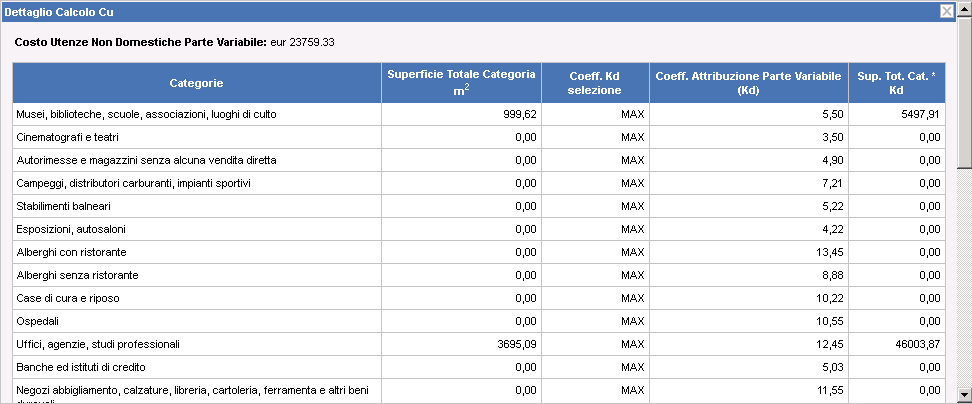 Dettaglio Calcolo Cu
Costo Utenze Non Domestiche Parte Variabile: eur 23759.33
Categorie Superficie Totale Categoria m2 Coeff. Kd selezione Coeff. Attribuzione Parte Variabile (Kd) Sup. Tot. Cat. * Kd
Musei, biblioteche, scuole, associazioni, luoghi di culto 999,62 MAX 5,50 5497,91
Cinematografi e teatri 0,00 MAX 3,50 0,00
Autorimesse e magazzini senza alcuna vendita diretta 0,00 MAX 4,90 0,00
Campeggi, distributori carburanti, impianti sportivi 0,00 MAX 7,21 0,00
Stabilimenti balneari 0,00 MAX 5,22 0,00
Esposizioni, autosaloni 0,00 MAX 4,22 0,00
Alberghi con ristorante 0,00 MAX 13,45 0,00
Alberghi senza ristorante 0,00 MAX 8,88 0,00
Case di cura e riposo 0,00 MAX 10,22 0,00
Ospedali 0,00 MAX 10,55 0,00
Uffici, agenzie, studi professionali 3695,09 MAX 12,45 46003,87
Banche ed istituti di credito 0,00 MAX 5,03 0,00
Negozi abbigliamento, calzature, libreria, cartoleria, ferramenta e altri beni 0,00 MAX 11,55 0,00